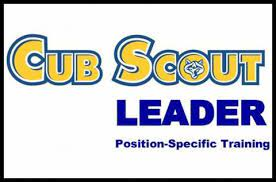 CUB SCOUT
LEADER
Position-Specific Training